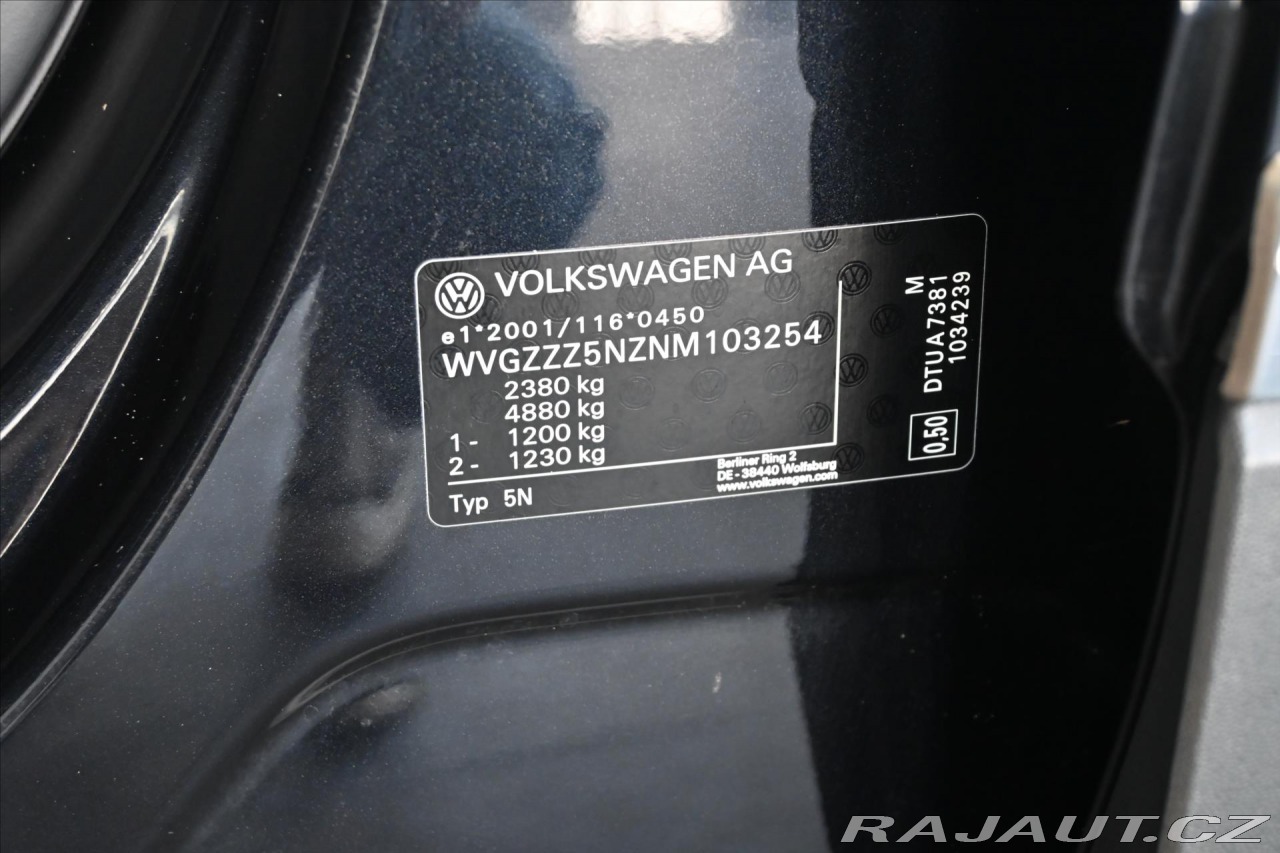 VOLKSWAGEN AG
e1*2001/116*0450
WVGZZZ5NZNM103254
2380 kg
4880 kg
1 - 1200 kg
2 - 1230 kg
Typ 5N
Berliner Ring 2
DE - 38440 Wolfsburg
www.volkswagen.com
M
DTUA7381
1034239
0,50
RAJAUT.CZ